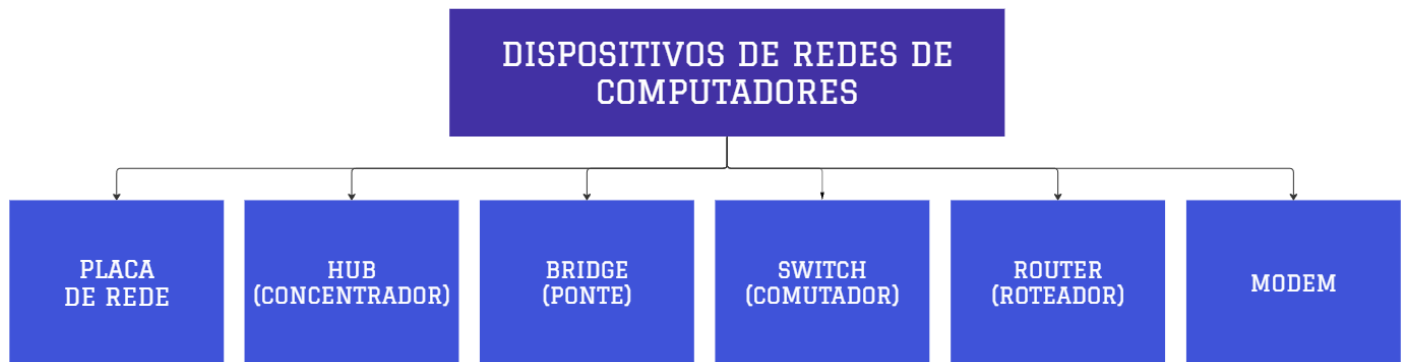 DISPOSITIVOS DE REDES DE
COMPUTADORES
PLACA
DE REDE
HUB
(CONCENTRADOR)
BRIDGE
(PONTE)
SWITCH
(COMUTADOR)
ROUTER
(ROTEADOR)
MODEM